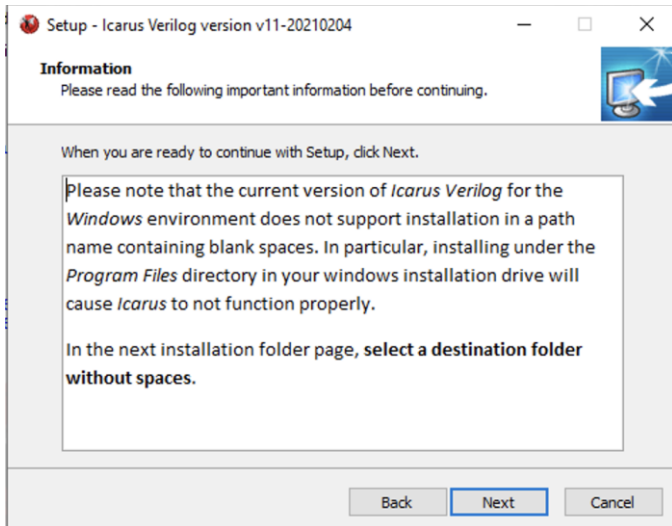 Setup - Icarus Verilog version v11-20210204
Information
Please read the following important information before continuing.
When you are ready to continue with Setup, click Next.
Please note that the current version of Icarus Verilog for the
Windows environment does not support installation in a path
name containing blank spaces. In particular, installing under the
Program Files directory in your windows installation drive will
cause Icarus to not function properly.
In the next installation folder page, select a destination folder
without spaces.
Back Next Cancel